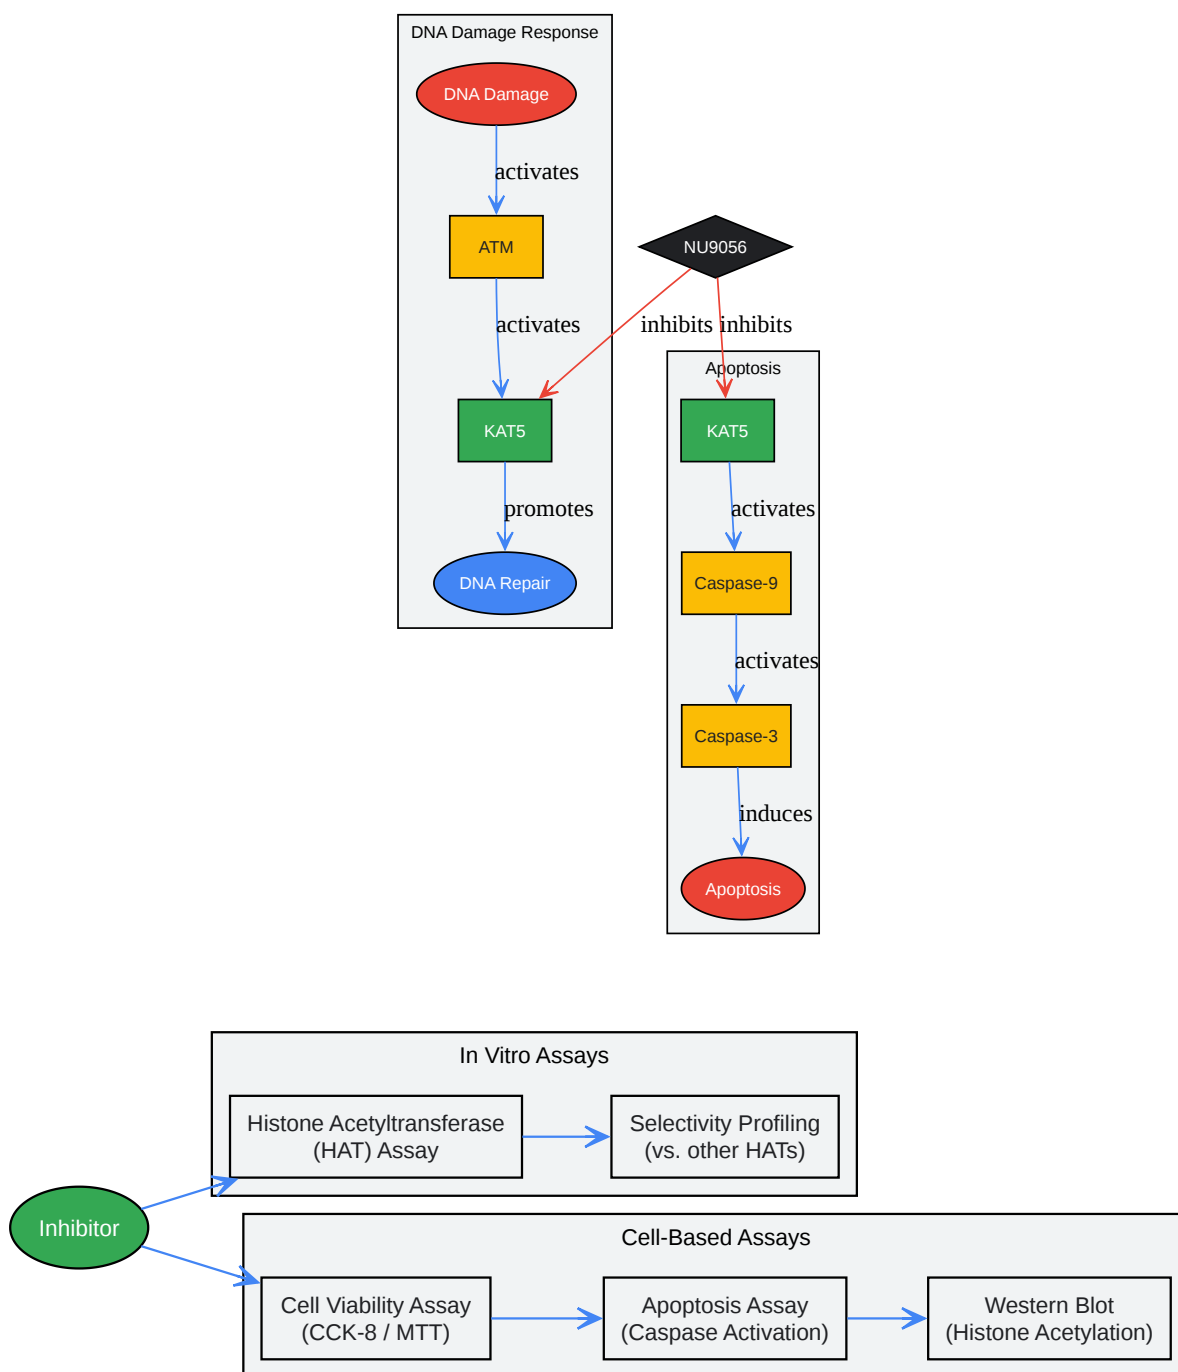 DNA Damage Response
DNA Damage
activates
ATM
NU9056
activates
inhibits
inhibits
Apoptosis
KAT5
KAT5
promotes
activates
DNA Repair
Caspase-9
activates
Caspase-3
induces
Apoptosis
In Vitro Assays
Histone Acetyltransferase
(HAT) Assay
Selectivity Profiling
(vs. other HATs)
Inhibitor
Cell-Based Assays
Cell Viability Assay
(CCK-8 / MTT)
Apoptosis Assay
(Caspase Activation)
Western Blot
(Histone Acetylation)